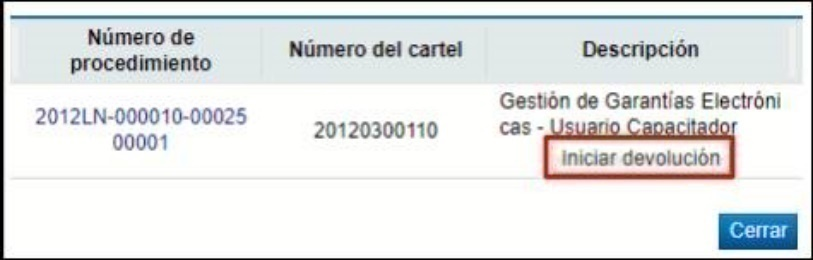 Número de
procedimiento
Número del cartel
Descripción
2012LN-000010-00025
00001
20120300110
Gestión de Garantías Electróni
cas - Usuario Capacitador
Iniciar devolución
Cerrar